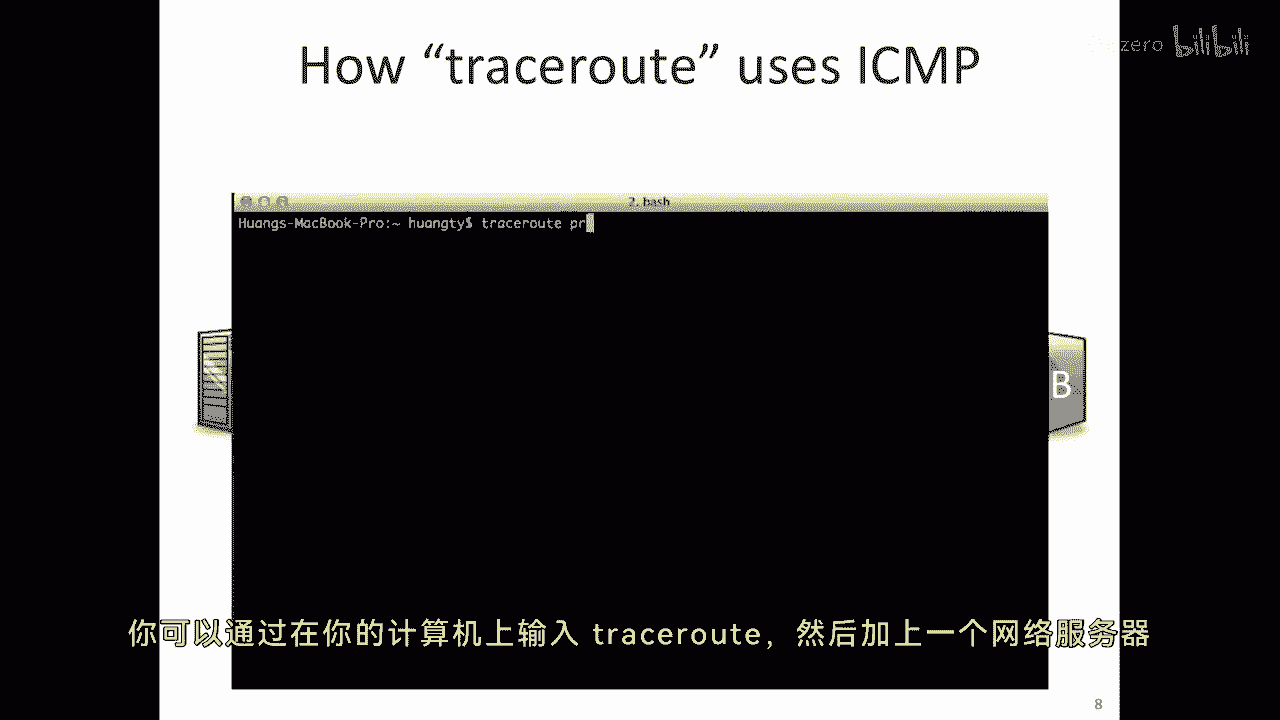 How “traceroute” uses ICMP
zero bilibili
2. bash
Huangs-MacBook-Pro:~ huangty$ traceroute pr
B
你可以通过在你的计算机上输入 traceroute，然后加上一个网络服务器
8